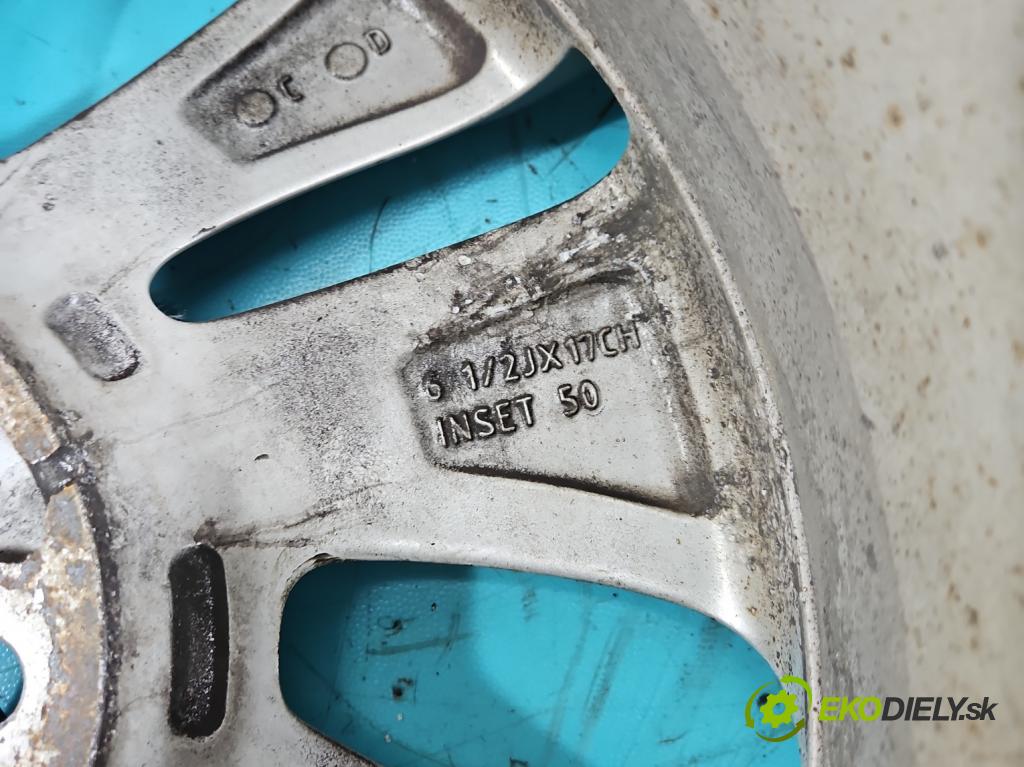 C D
6 1/2JX17CH
INSET 50
EKODIELY.sk